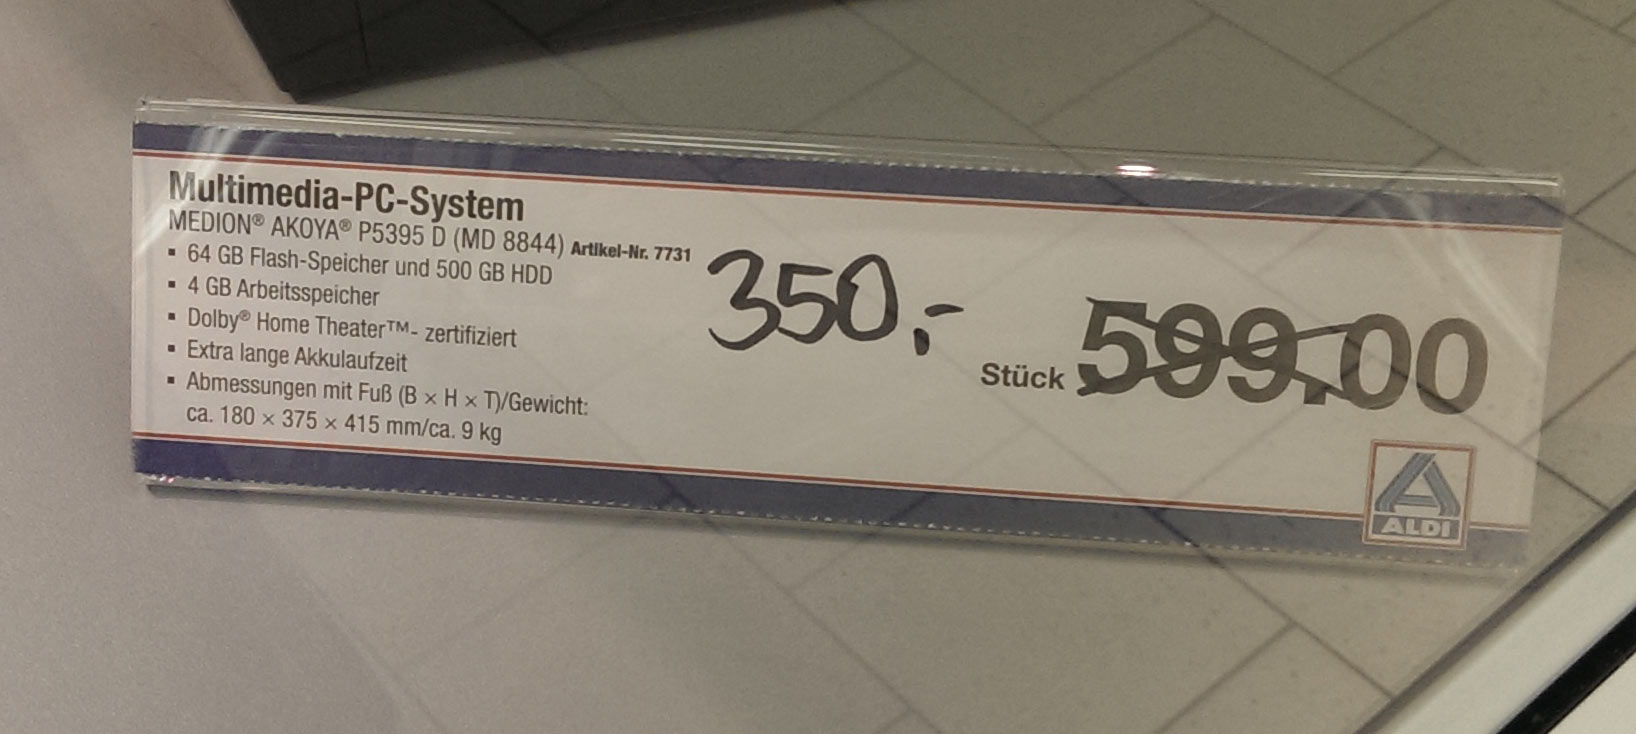 Multimedia-PC-System
MEDION® AKOYA® P5395 D (MD 8844) Artikel-Nr. 7731
▪ 64 GB Flash-Speicher und 500 GB HDD
▪ 4 GB Arbeitsspeicher
▪ Dolby® Home Theater™- zertifiziert
▪ Extra lange Akkulaufzeit
▪ Abmessungen mit Fuß (B × H × T)/Gewicht:
ca. 180 × 375 × 415 mm/ca. 9 kg
350,-
Stück 599.00
ALDI